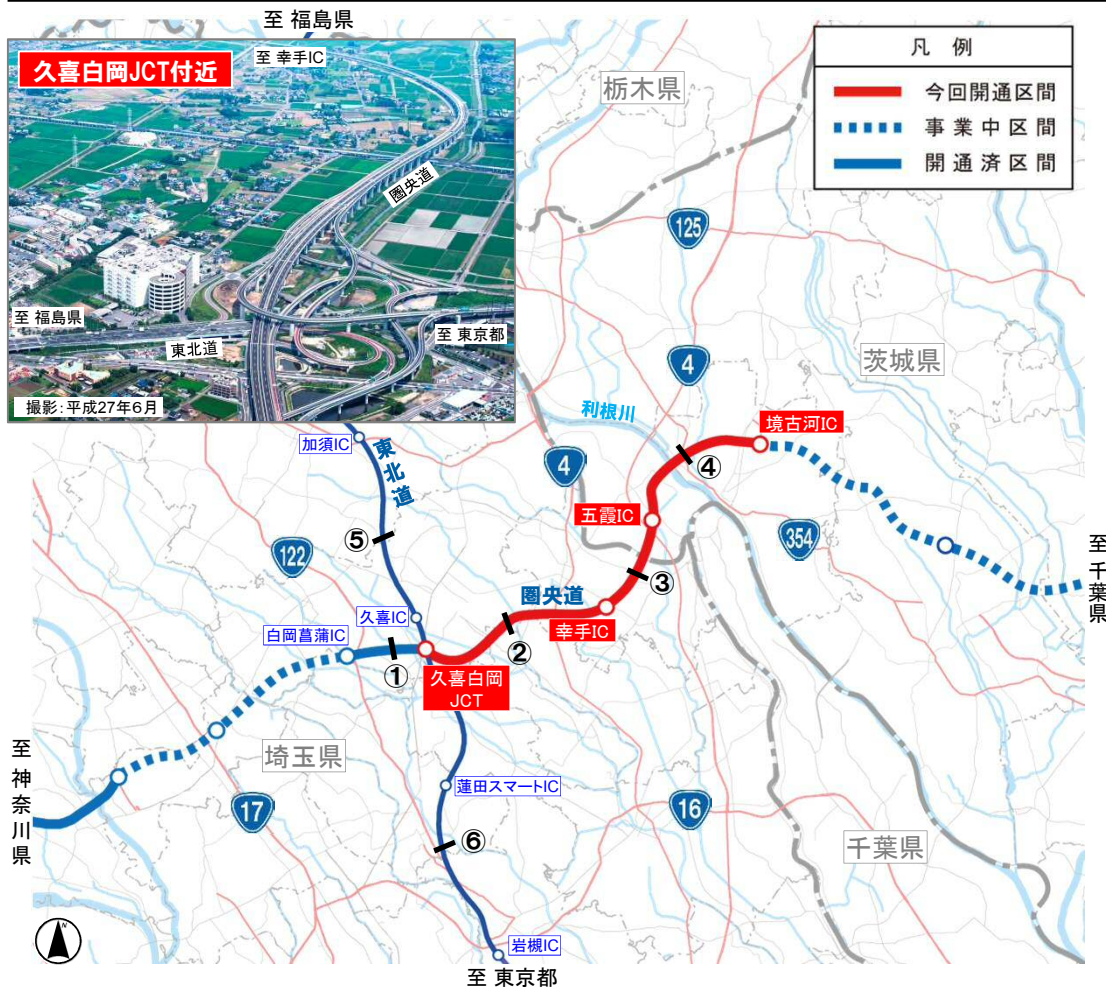 至 福島県
久喜白岡JCT付近
至 幸手IC
圏央道
至 福島県
東北道
至 東京都
撮影:平成27年6月
凡 例
今回開通区間
事業中区間
開通済区間
栃木県
125
4
茨城県
利根川
境古河IC
加須IC
東北道
4
④
五霞IC
354
⑤
122
至 千葉県
③
圏央道
久喜IC
幸手IC
白岡菖蒲IC
②
①
久喜白岡
JCT
埼玉県
至 神奈川県
蓮田スマートIC
17
16
⑥
千葉県
N
岩槻IC
至 東京都